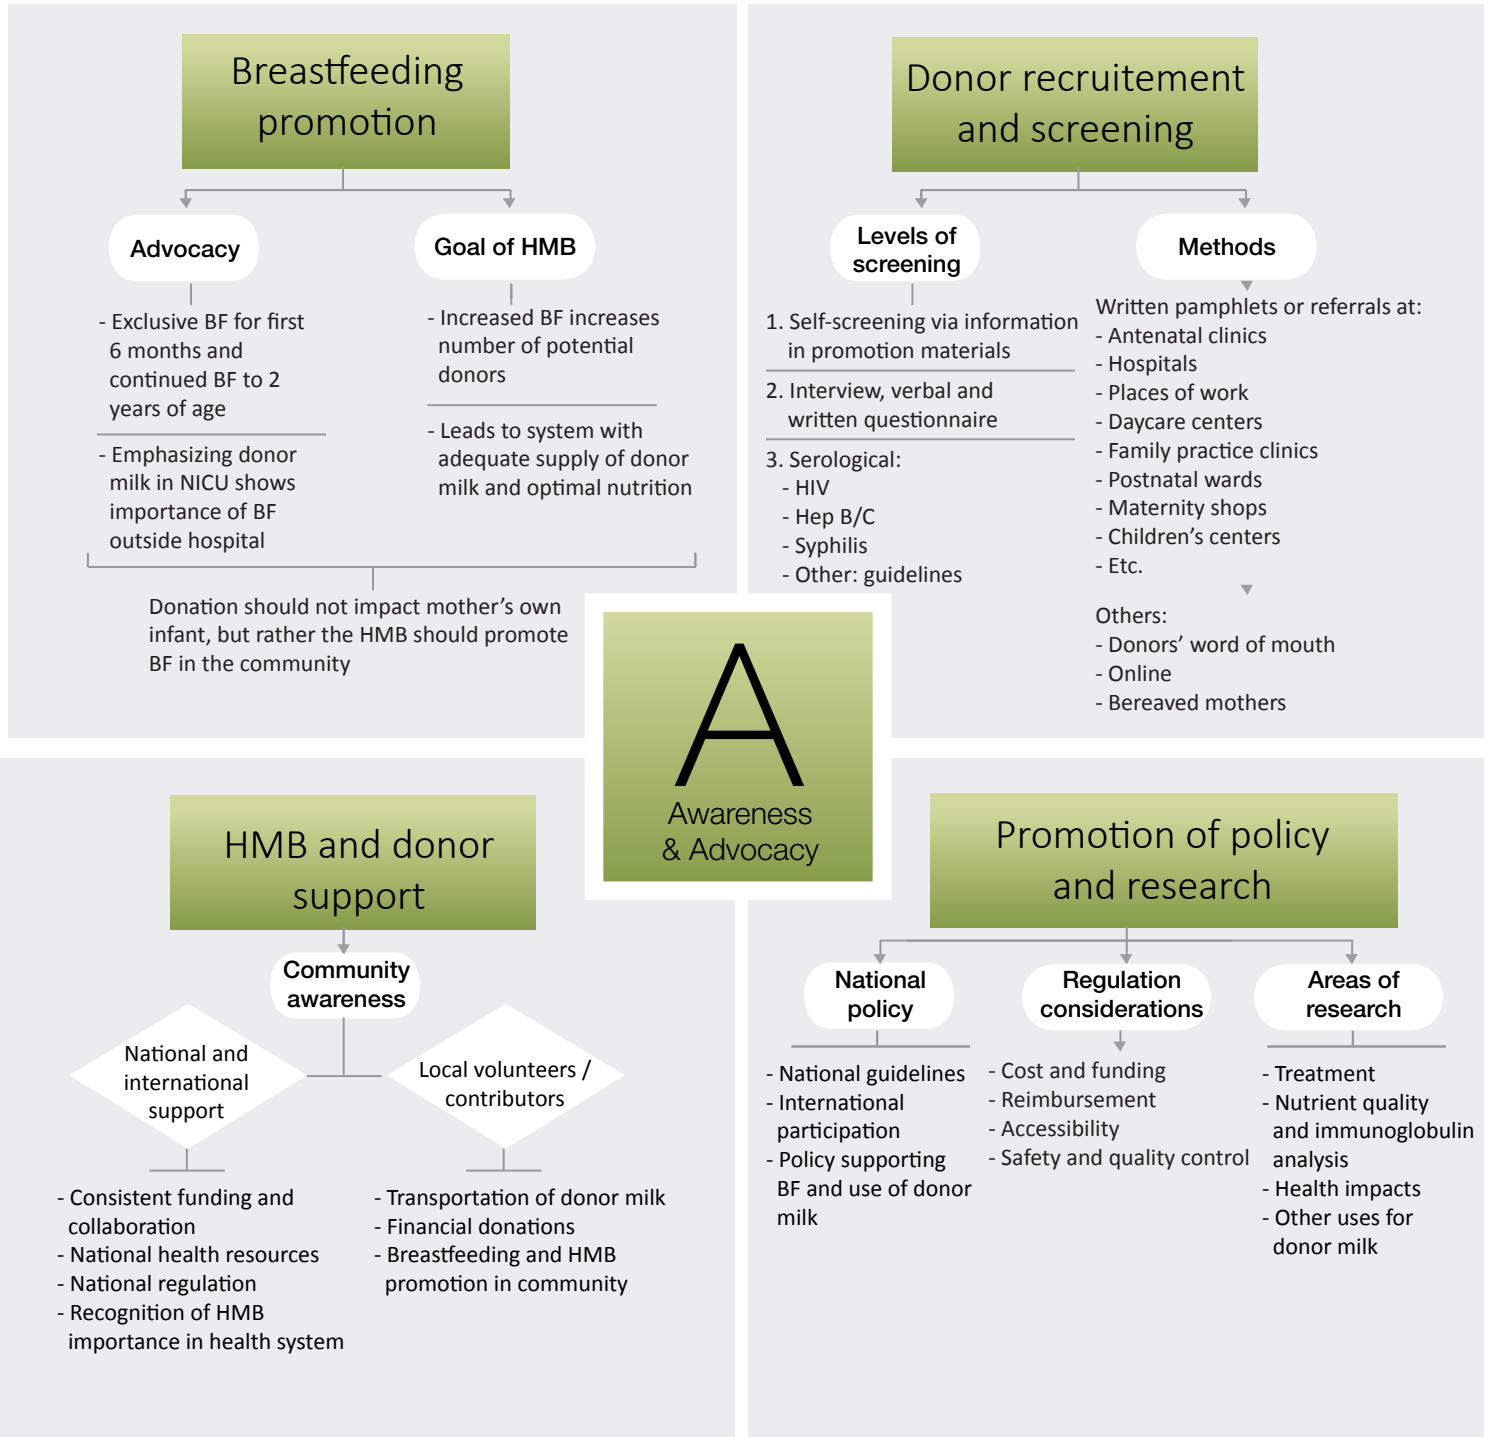 Breastfeeding
promotion
Advocacy
- Exclusive BF for first
6 months and
continued BF to 2
years of age
- Emphasizing donor
milk in NICU shows
importance of BF
outside hospital
Goal of HMB
- Increased BF increases
number of potential
donors
- Leads to system with
adequate supply of donor
milk and optimal nutrition
Donation should not impact mother's own
infant, but rather the HMB should promote
BF in the community
Donor recruitement
and screening
Levels of
screening
1. Self-screening via information
in promotion materials
2. Interview, verbal and
written questionnaire
3. Serological:
- HIV
- Hep B/C
- Syphilis
- Other: guidelines
Methods
Written pamphlets or referrals at:
- Antenatal clinics
- Hospitals
- Places of work
- Daycare centers
- Family practice clinics
- Postnatal wards
- Maternity shops
- Children's centers
- Etc.
Others:
- Donors' word of mouth
- Online
- Bereaved mothers
A
Awareness
& Advocacy
HMB and donor
support
Community
awareness
National and
international
support
- Consistent funding and
collaboration
- National health resources
- National regulation
- Recognition of HMB
importance in health system
Local volunteers /
contributors
- Transportation of donor milk
- Financial donations
- Breastfeeding and HMB
promotion in community
Promotion of policy
and research
National
policy
- National guidelines
- International
participation
- Policy supporting
BF and use of donor
milk
Regulation
considerations
- Cost and funding
- Reimbursement
- Accessibility
- Safety and quality control
Areas of
research
- Treatment
- Nutrient quality
and immunoglobulin
analysis
- Health impacts
- Other uses for
donor milk